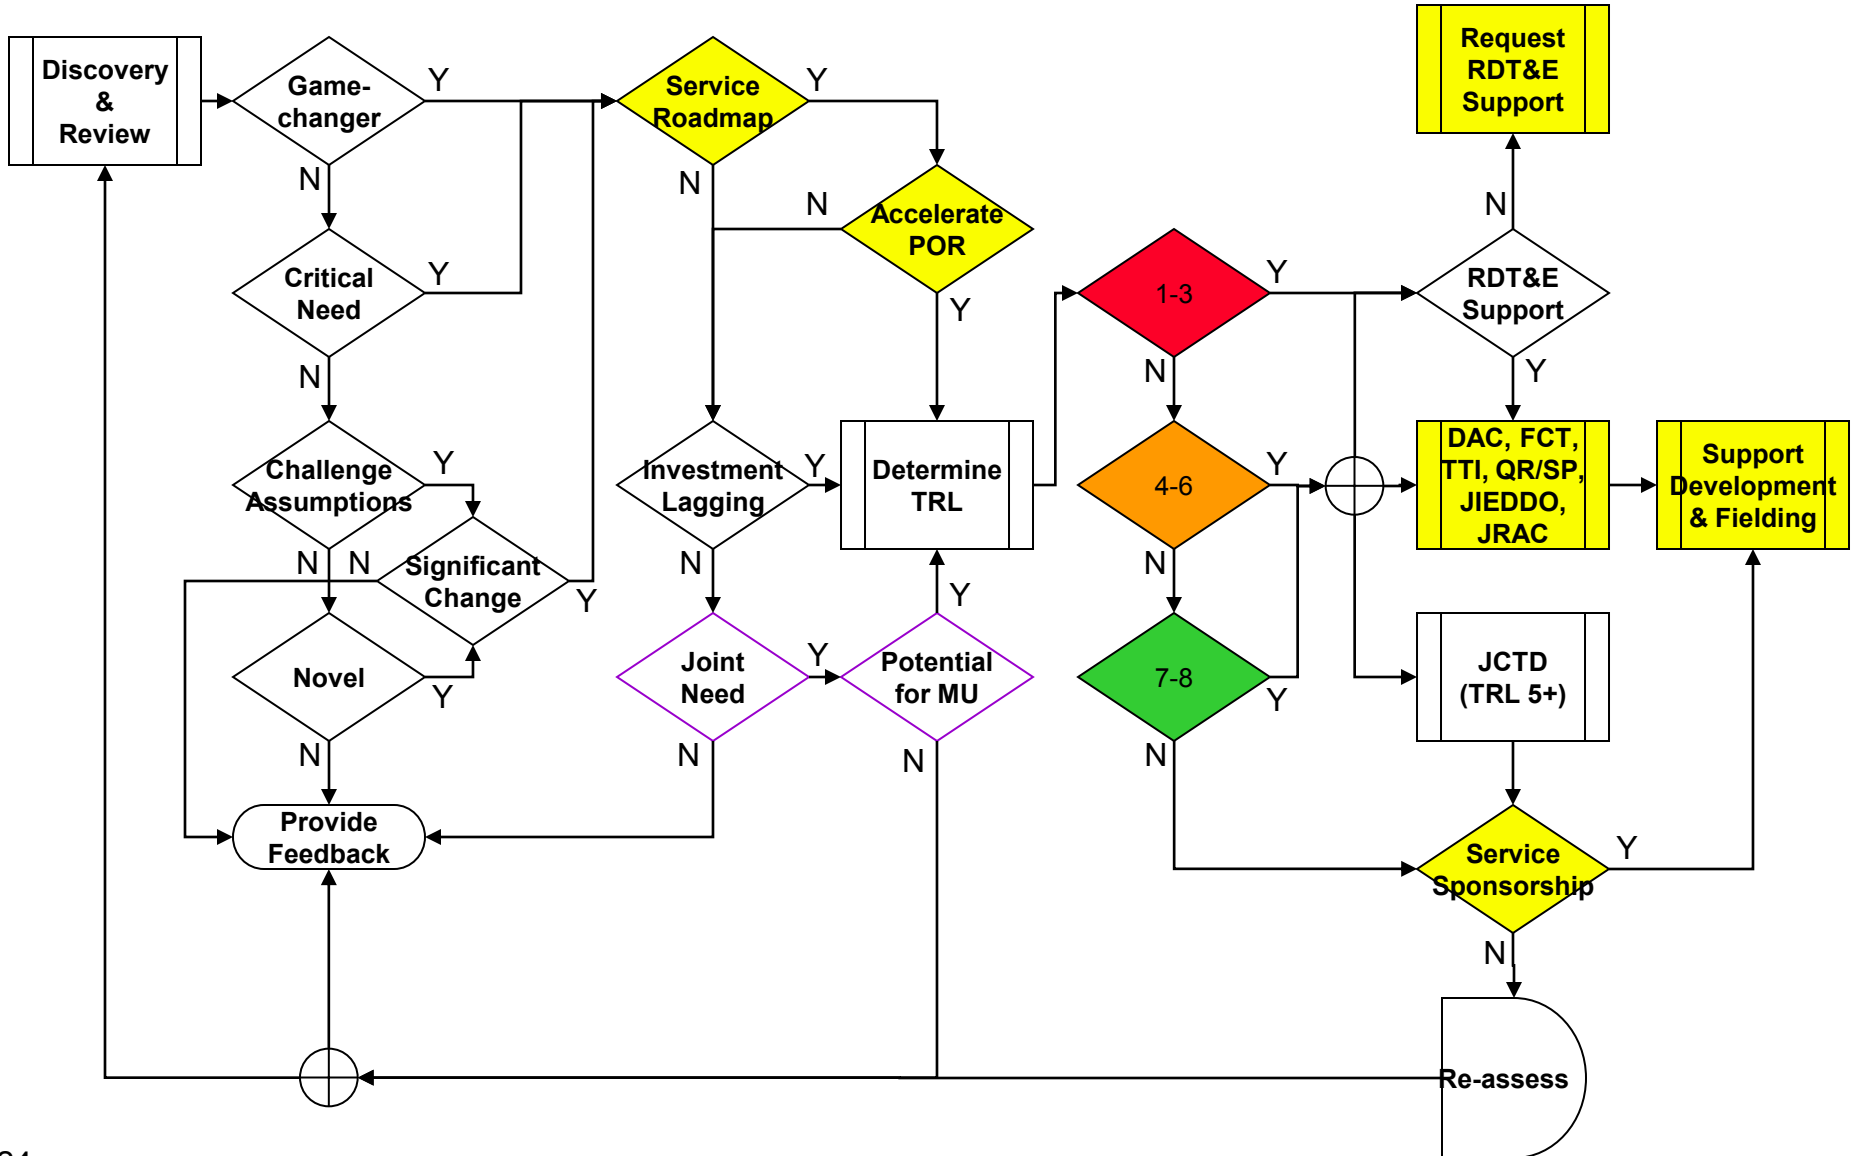 Discovery
&
Review
Game-
changer
Y
N
Critical
Need
Y
N
Challenge
Assumptions
Y
N
N
Significant
Change
Y
Novel
Y
N
Provide
Feedback
Service
Roadmap
Y
N
N
Accelerate
POR
Y
Investment
Lagging
Y
N
Determine
TRL
Joint
Need
Y
N
Potential
for MU
Y
N
1-3
Y
N
4-6
Y
N
7-8
Y
N
Request
RDT&E
Support
N
RDT&E
Support
Y
DAC, FCT,
TTI, QR/SP,
JIEDDO,
JRAC
Support
Development
& Fielding
JCTD
(TRL 5+)
Service
Sponsorship
Y
N
Re-assess